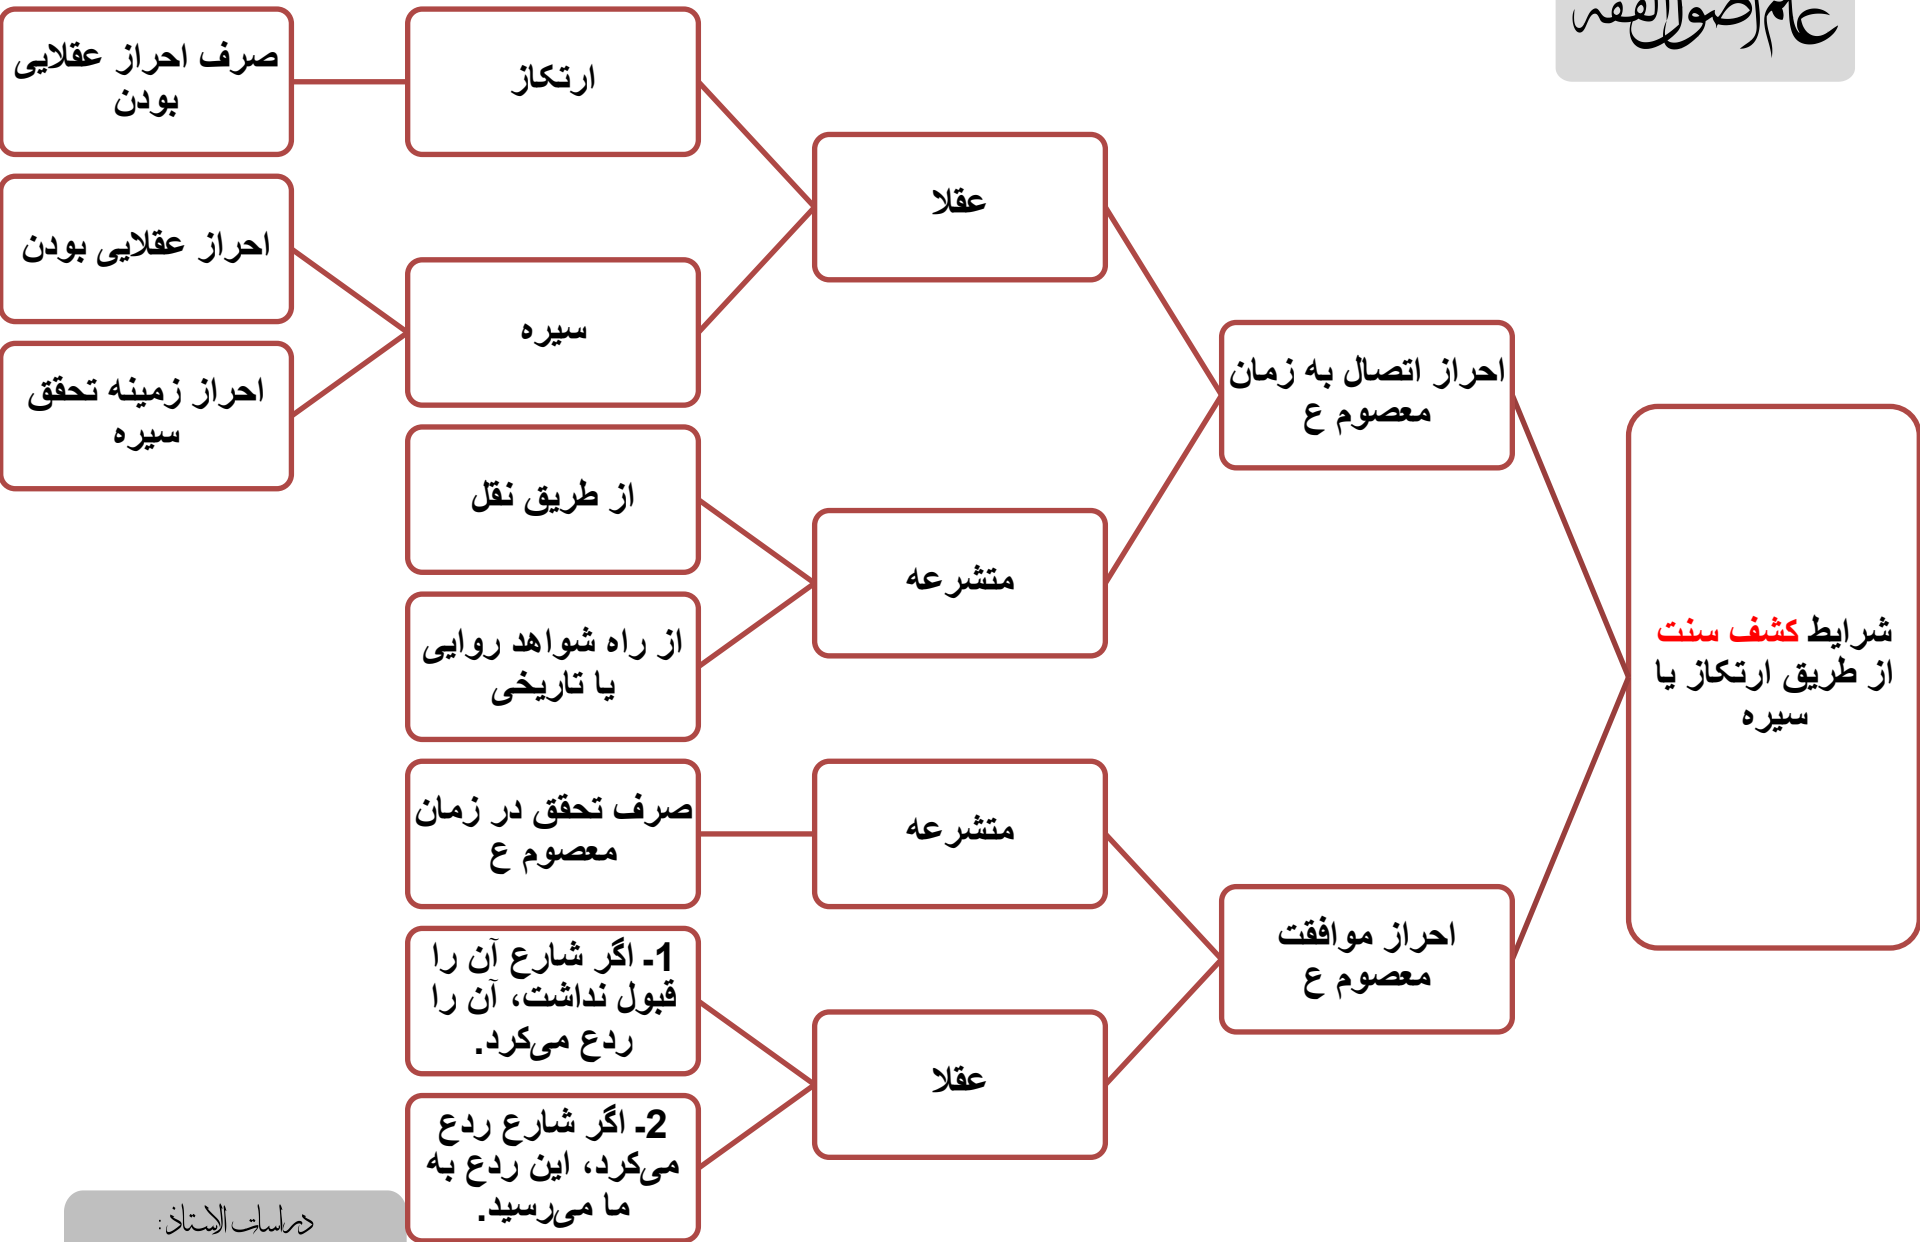 علم اصول الفقه
شرایط کشف سنت
از طریق ارتکاز یا
سیره
احراز اتصال به زمان
معصوم ع
عقلا
ارتکاز
صرف احراز عقلایی
بودن
سیره
احراز عقلایی بودن
احراز زمینه تحقق
سیره
متشرعه
از طریق نقل
از راه شواهد روایی
یا تاریخی
احراز موافقت
معصوم ع
متشرعه
صرف تحقق در زمان
معصوم ع
عقلا
1- اگر شارع آن را
قبول نداشت، آن را
ردع می‌کرد.
2- اگر شارع ردع
می‌کرد، این ردع به
ما می‌رسید.
دراسات الاستاذ: